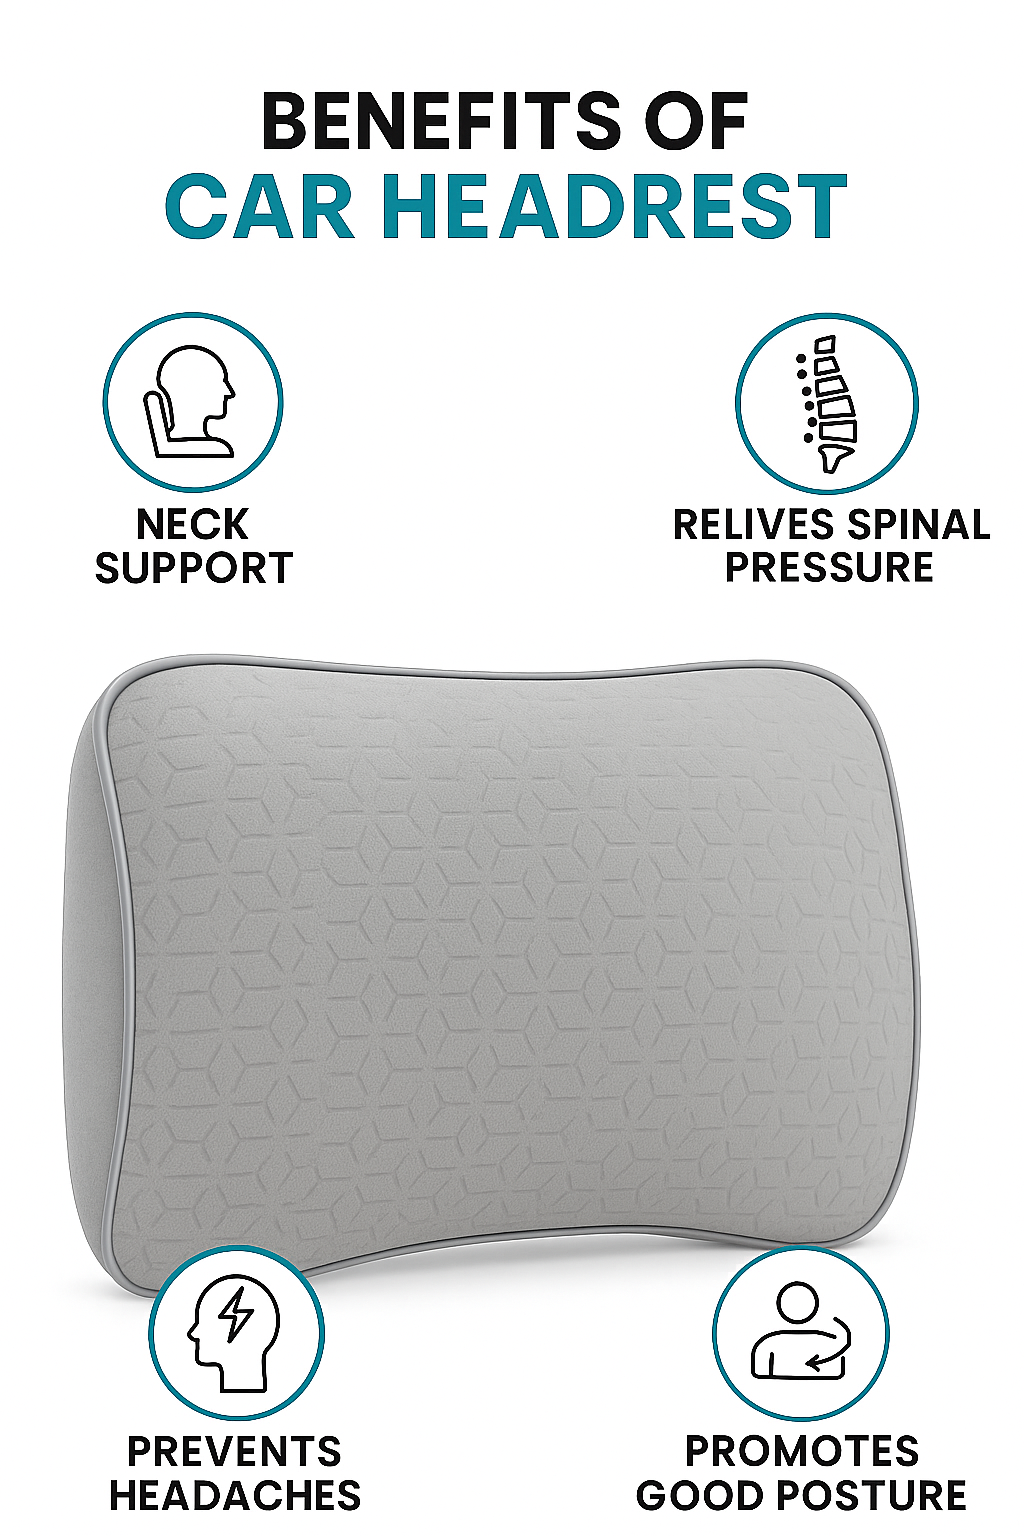 BENEFITS OF
CAR HEADREST
NECK
SUPPORT
RELIVES SPINAL
PRESSURE
PREVENTS
HEADACHES
PROMOTES
GOOD POSTURE